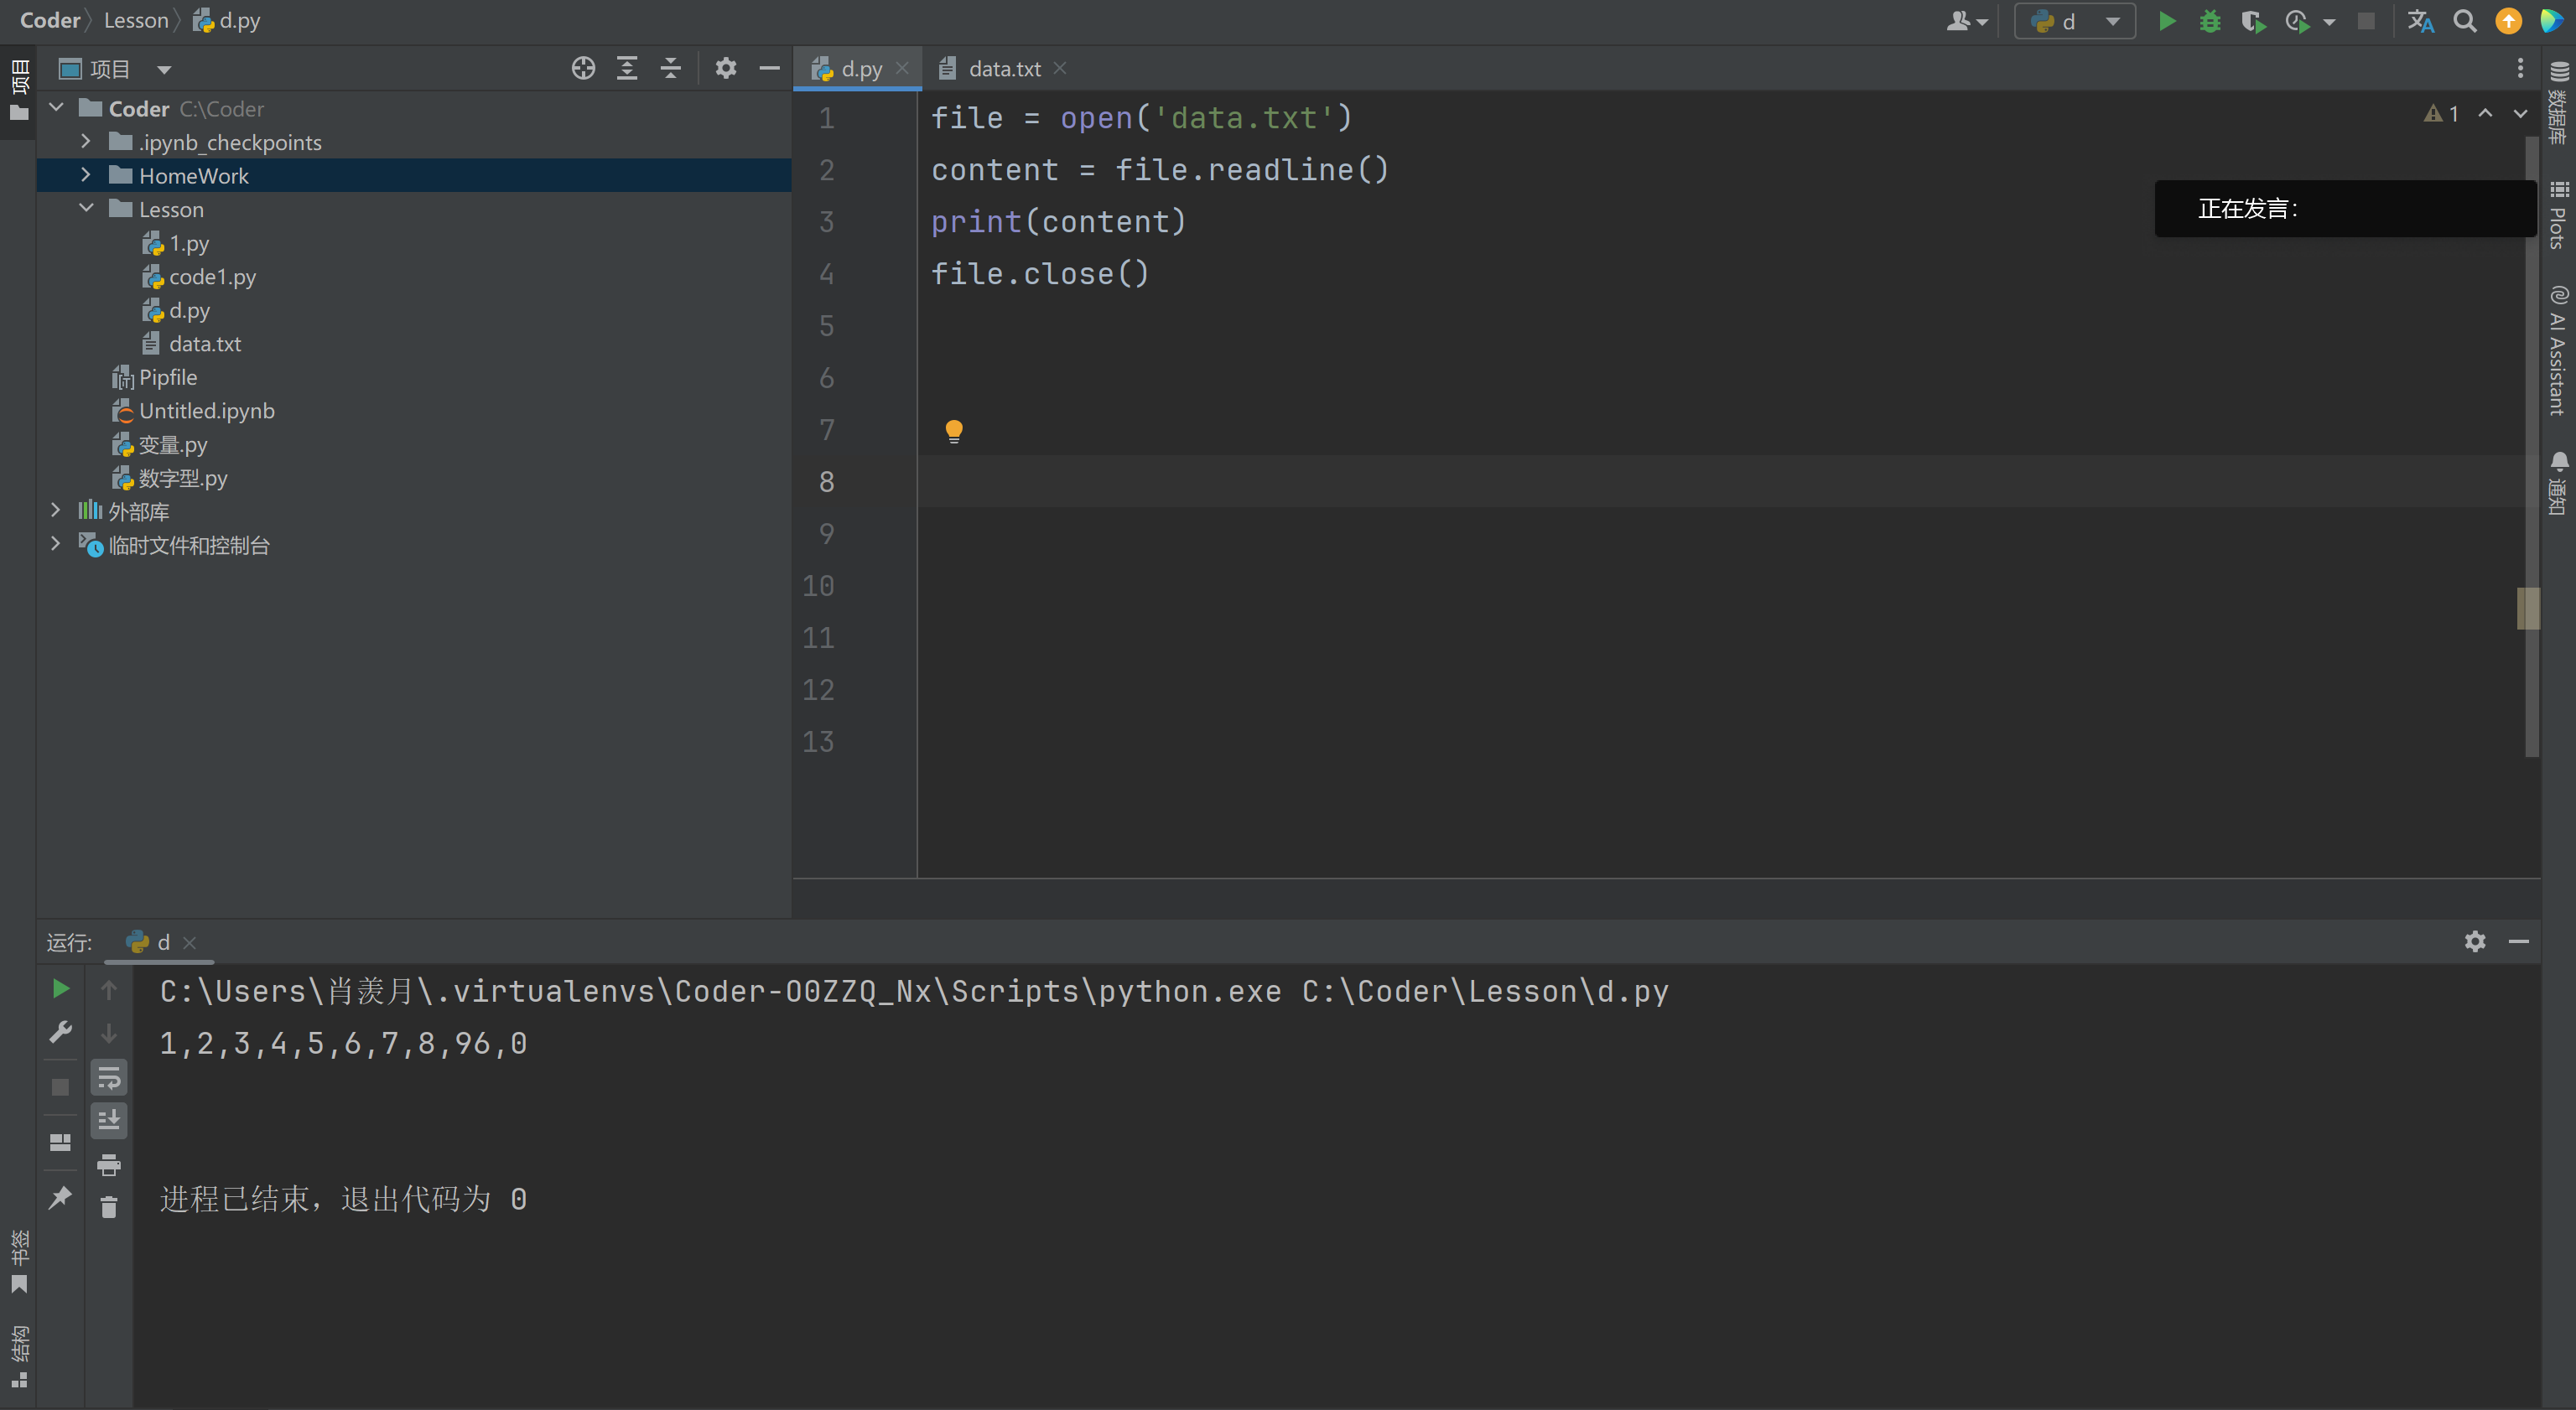 Coder Lesson d.py
d
项目
项目
Coder C:\Coder
.ipynb_checkpoints
HomeWork
Lesson
1.py
code1.py
d.py
data.txt
Pipfile
Untitled.ipynb
变量.py
数字型.py
外部库
临时文件和控制台
d.py data.txt
1 file = open('data.txt')
2 content = file.readline()
3 print(content)
4 file.close()
5
6
7
8
9
10
11
12
13
1
正在发言:
数据库
Plots
AI Assistant
通知
运行: d
C:\Users\肖羡月\.virtualenvs\Coder-O0ZZQ_Nx\Scripts\python.exe C:\Coder\Lesson\d.py
1,2,3,4,5,6,7,8,96,0
进程已结束，退出代码为 0
书签
结构